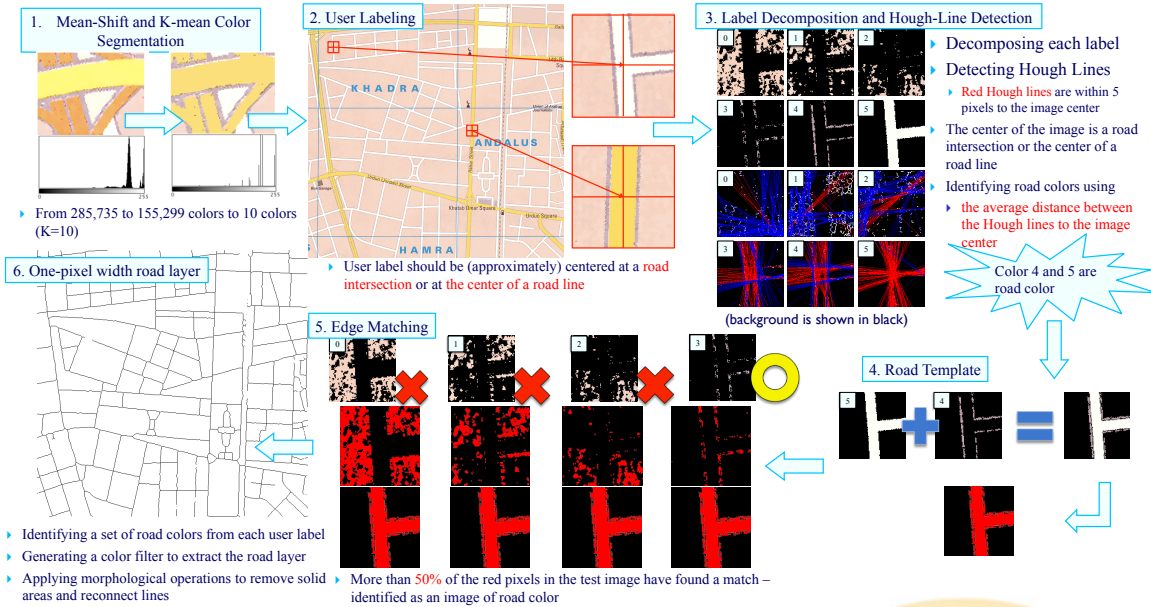 1. Mean-Shift and K-mean Color
Segmentation
255
0
255
▸ From 285,735 to 155,299 colors to 10 colors
(K=10)
2. User Labeling
KHADRA
ANDALUS
Khatab Omar Square
Unduo Square
HAMRA
▸ User label should be (approximately) centered at a road
intersection or at the center of a road line
3. Label Decomposition and Hough-Line Detection
0 1 2
3 4 5
0 1 2
3 4 5
(background is shown in black)
▸ Decomposing each label
▸ Detecting Hough Lines
▸ Red Hough lines are within 5
pixels to the image center
▸ The center of the image is a road
intersection or the center of
a road line
▸ Identifying road colors using
▸ the average distance between
the Hough lines to the image
center
Color 4 and 5 are
road color
4. Road Template
5 4
5. Edge Matching
0 1 2 3
▸ More than 50% of the red pixels in the test image have found a match –
identified as an image of road color
6. One-pixel width road layer
▸ Identifying a set of road colors from each user label
▸ Generating a color filter to extract the road layer
▸ Applying morphological operations to remove solid
areas and reconnect lines